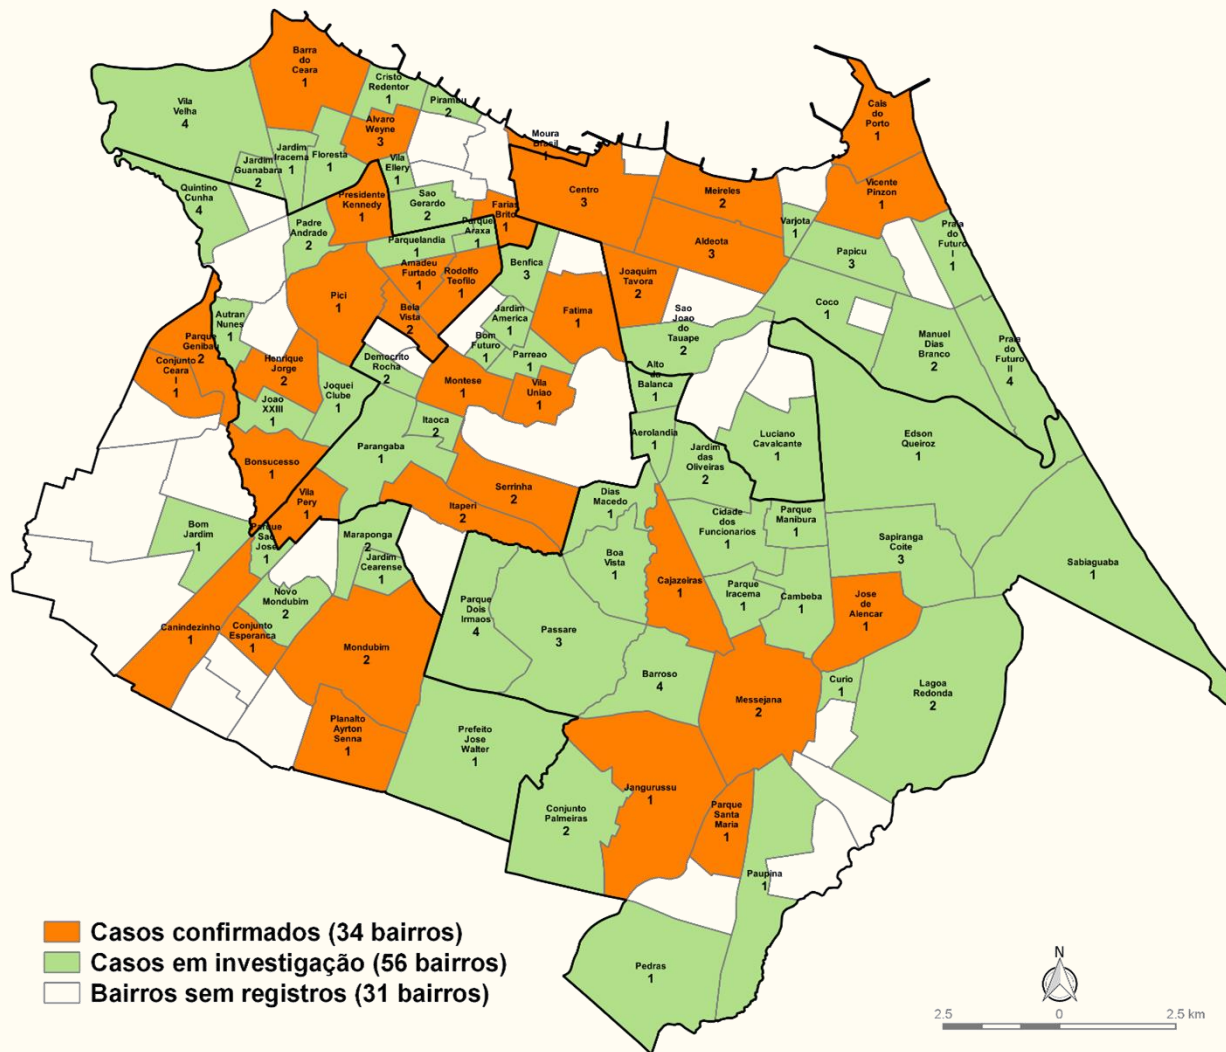 Barra
do
Ceara
1
Cristo
Redentor
1
Pirambu
2
Vila
Velha
4
Alvaro
Weyne
3
Jardim
Iracema
1
Floresta
1
Jardim
Guanabara
2
Vila
Ellery
1
Moura
Brasil
1
Cais
do
Porto
1
Quintino
Cunha
4
Presidente
Kennedy
1
Sao
Gerardo
2
Farias
Brito
1
Centro
3
Meireles
2
Vicente
Pinzon
1
Padre
Andrade
2
Parquelandia
1
Parque
Araxa
1
Varjota
1
Aldeota
3
Papicu
3
Praia
do
Futuro
I
1
Amadeu
Furtado
1
Rodolfo
Teofilo
1
Benfica
3
Joaquim
Tavora
2
Pici
1
Bela
Vista
2
Jardim
America
1
Fatima
1
Sao
Joao
do
Tauape
2
Coco
1
Manuel
Dias
Branco
2
Praia
do
Futuro
II
4
Autran
Nunes
1
Parque
Genibau
2
Conjunto
Ceara
I
1
Henrique
Jorge
2
Democrito
Rocha
2
Bom
Futuro
1
Parreao
1
Alto
da
Balanca
1
Joao
XXIII
1
Joquei
Clube
1
Montese
1
Vila
Uniao
1
Itaoca
2
Aerolandia
1
Luciano
Cavalcante
1
Edson
Queiroz
1
Bonsucesso
1
Parangaba
1
Jardim
das
Oliveiras
2
Vila
Pery
1
Serrinha
2
Itaperi
2
Dias
Macedo
1
Cidade
dos
Funcionarios
1
Parque
Manibura
1
Sapiranga
Coite
3
Sabiaguaba
1
Bom
Jardim
1
Parque
Sao
Jose
1
Maraponga
2
Jardim
Cearense
1
Boa
Vista
1
Cajazeiras
1
Parque
Iracema
1
Cambeba
1
Jose
de
Alencar
1
Novo
Mondubim
2
Parque
Dois
Irmaos
4
Passare
3
Canindezinho
1
Conjunto
Esperanca
1
Mondubim
2
Barroso
4
Messejana
2
Curio
1
Lagoa
Redonda
2
Planalto
Ayrton
Senna
1
Prefeito
Jose
Walter
1
Jangurussu
1
Parque
Santa
Maria
1
Conjunto
Palmeiras
2
Paupina
1
Pedras
1
Casos confirmados (34 bairros)
Casos em investigação (56 bairros)
Bairros sem registros (31 bairros)
N
2.5 0 2.5 km